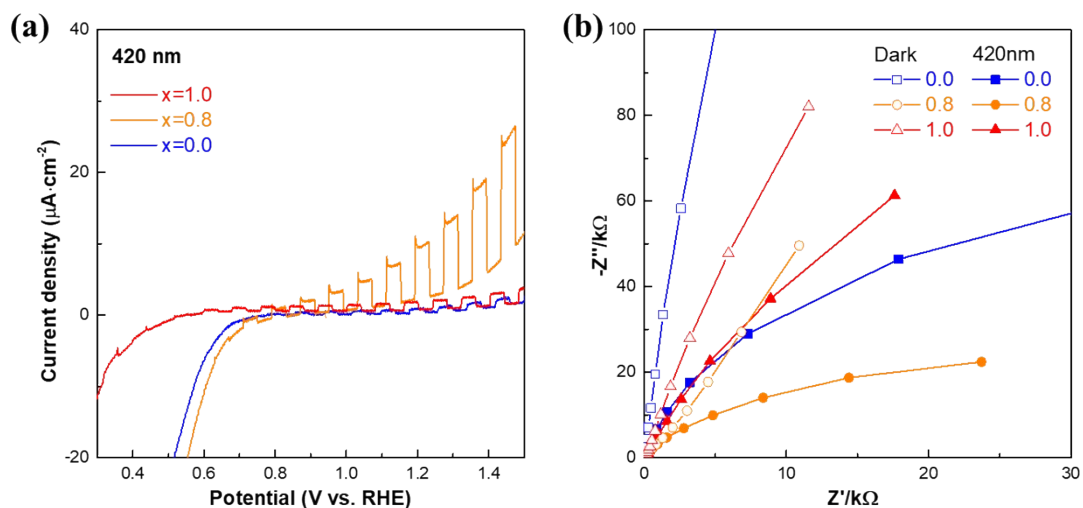 (a)
420 nm
x=1.0
x=0.8
x=0.0
Current density (μA·cm⁻²)
40
20
0
-20
0.4 0.6 0.8 1.0 1.2 1.4
Potential (V vs. RHE)
(b)
Dark 420nm
0.0 0.0
0.8 0.8
1.0 1.0
-Z''/kΩ
100
80
60
40
20
0
0 10 20 30
Z'/kΩ